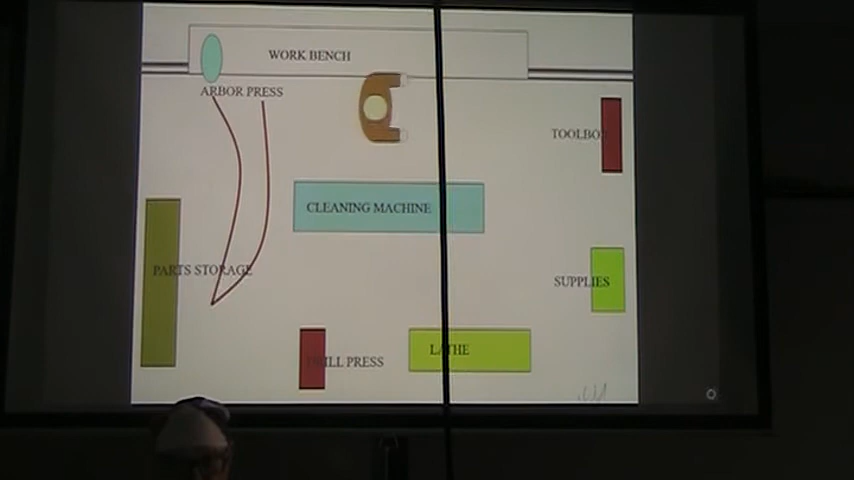 WORK BENCH
ARBOR PRESS
TOOLBOX
CLEANING MACHINE
PARTS STORAGE
SUPPLIES
DRILL PRESS
LATHE